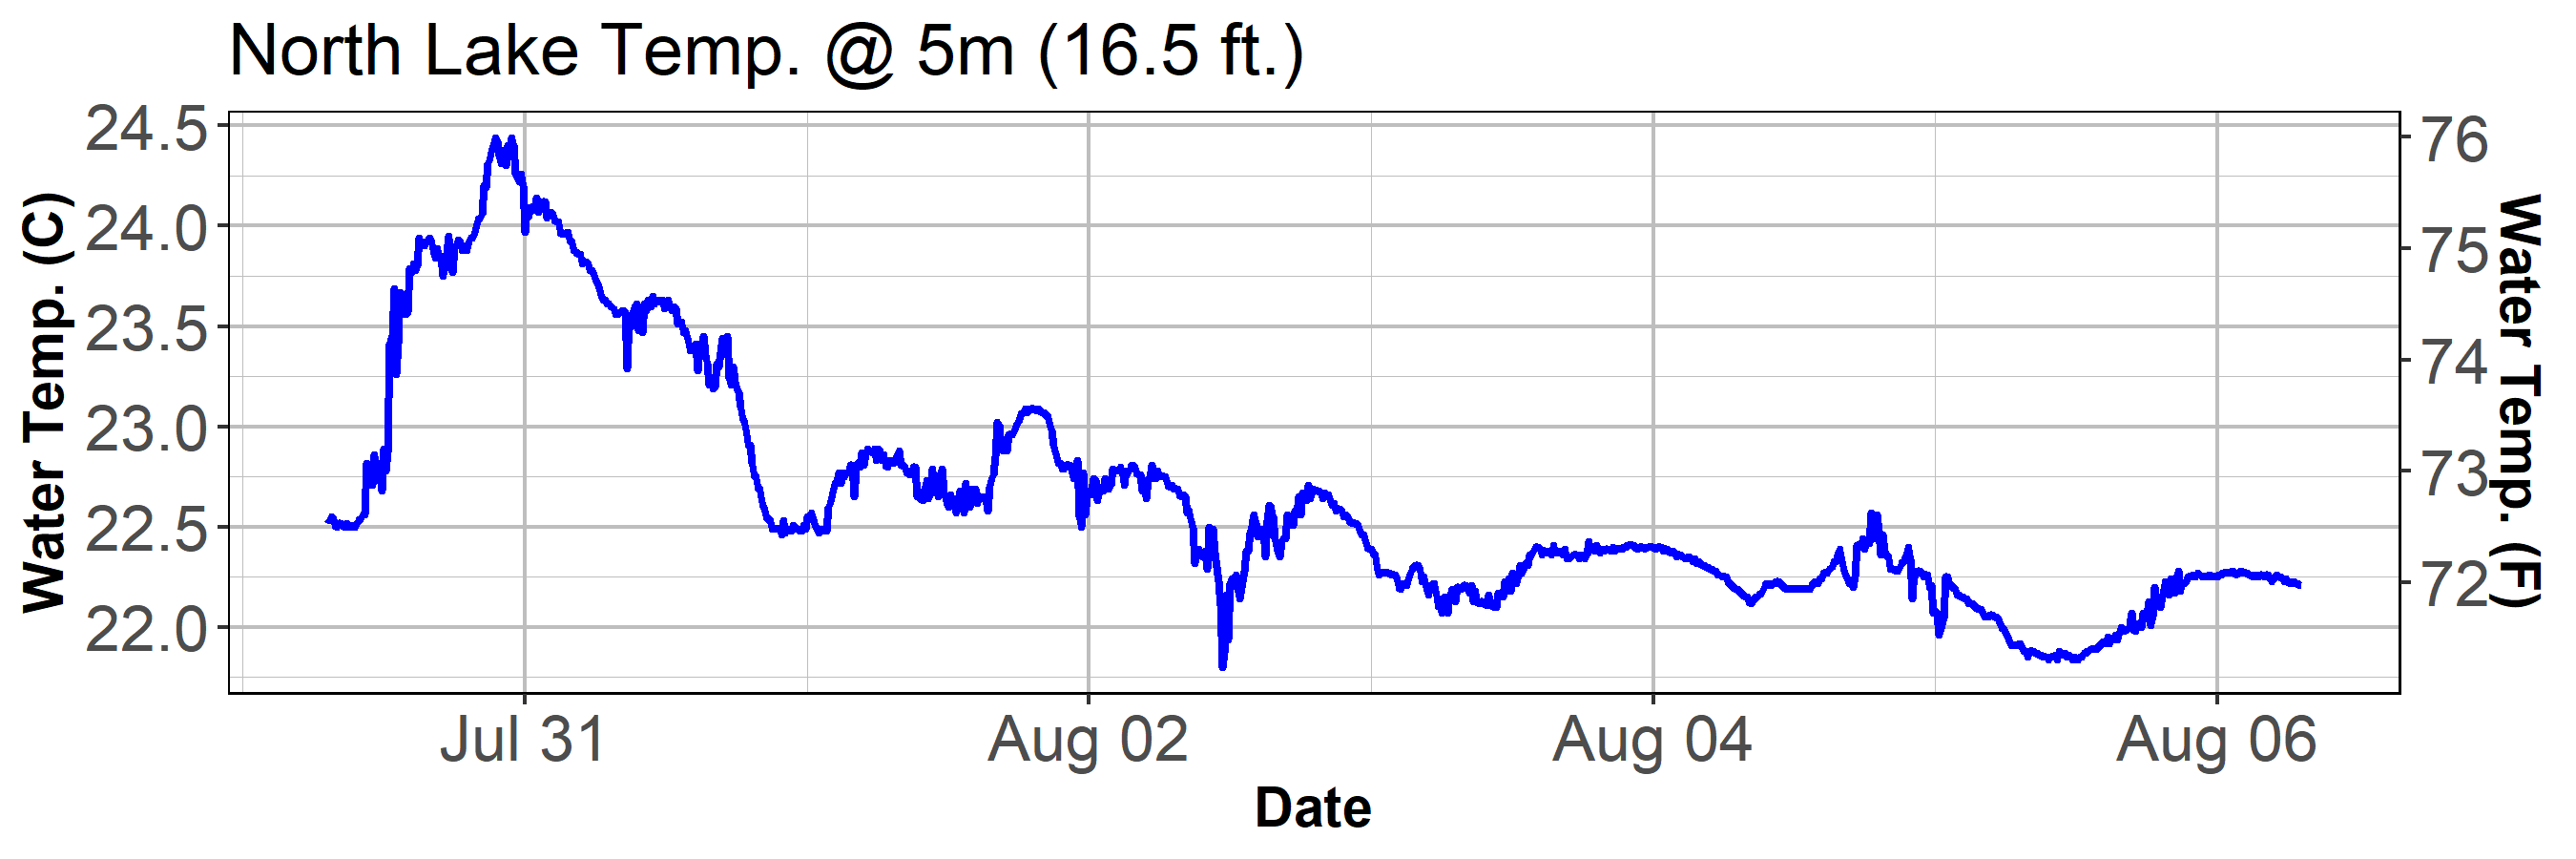 North Lake Temp. @ 5m (16.5 ft.)
Water Temp. (C)
24.5
24.0
23.5
23.0
22.5
22.0
76
75
74
73
72
Water Temp. (F)
Jul 31 Aug 02 Aug 04 Aug 06
Date